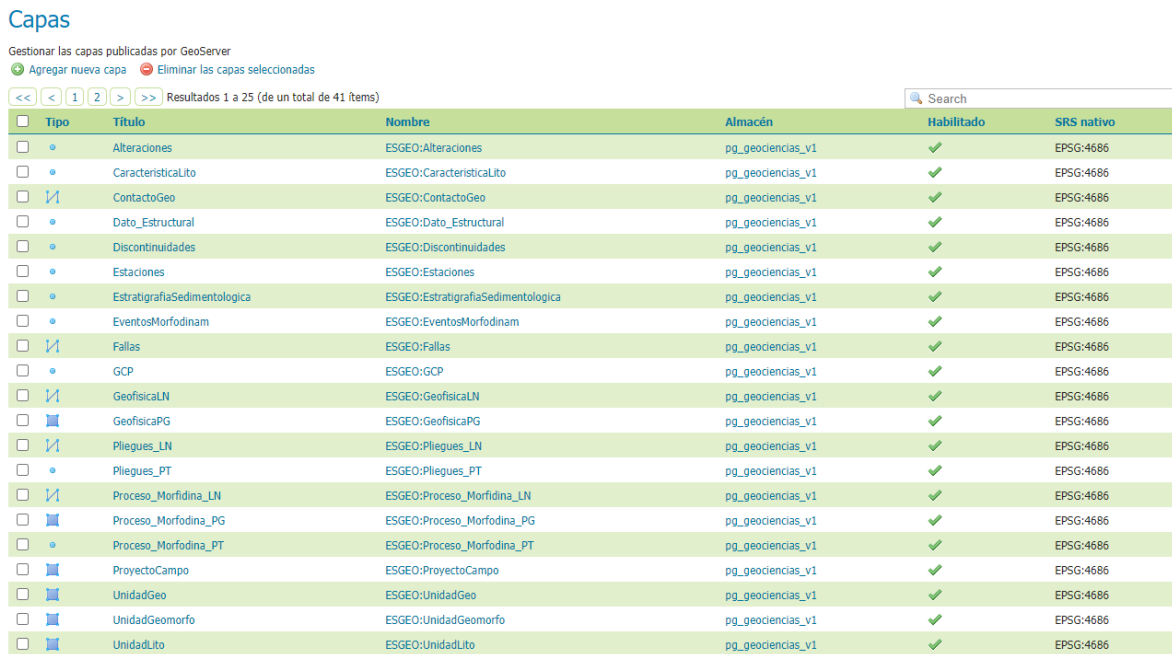 Capas
Gestionar las capas publicadas por GeoServer
Agregar nueva capa Eliminar las capas seleccionadas
<< < 1 2 > >> Resultados 1 a 25 (de un total de 41 ítems) Search
Tipo Título Nombre Almacén Habilitado SRS nativo
Alteraciones ESGEO:Alteraciones pg_geociencias_v1 EPSG:4686
CaracteristicaLito ESGEO:CaracteristicaLito pg_geociencias_v1 EPSG:4686
ContactoGeo ESGEO:ContactoGeo pg_geociencias_v1 EPSG:4686
Dato_Estructural ESGEO:Dato_Estructural pg_geociencias_v1 EPSG:4686
Discontinuidades ESGEO:Discontinuidades pg_geociencias_v1 EPSG:4686
Estaciones ESGEO:Estaciones pg_geociencias_v1 EPSG:4686
EstratigrafiaSedimentologica ESGEO:EstratigrafiaSedimentologica pg_geociencias_v1 EPSG:4686
EventosMorfodinam ESGEO:EventosMorfodinam pg_geociencias_v1 EPSG:4686
Fallas ESGEO:Fallas pg_geociencias_v1 EPSG:4686
GCP ESGEO:GCP pg_geociencias_v1 EPSG:4686
GeofisicaLN ESGEO:GeofisicaLN pg_geociencias_v1 EPSG:4686
GeofisicaPG ESGEO:GeofisicaPG pg_geociencias_v1 EPSG:4686
Pliegues_LN ESGEO:Pliegues_LN pg_geociencias_v1 EPSG:4686
Pliegues_PT ESGEO:Pliegues_PT pg_geociencias_v1 EPSG:4686
Proceso_Morfidina_LN ESGEO:Proceso_Morfidina_LN pg_geociencias_v1 EPSG:4686
Proceso_Morfodina_PG ESGEO:Proceso_Morfodina_PG pg_geociencias_v1 EPSG:4686
Proceso_Morfodina_PT ESGEO:Proceso_Morfodina_PT pg_geociencias_v1 EPSG:4686
ProyectoCampo ESGEO:ProyectoCampo pg_geociencias_v1 EPSG:4686
UnidadGeo ESGEO:UnidadGeo pg_geociencias_v1 EPSG:4686
UnidadGeomorfo ESGEO:UnidadGeomorfo pg_geociencias_v1 EPSG:4686
UnidadLito ESGEO:UnidadLito pg_geociencias_v1 EPSG:4686